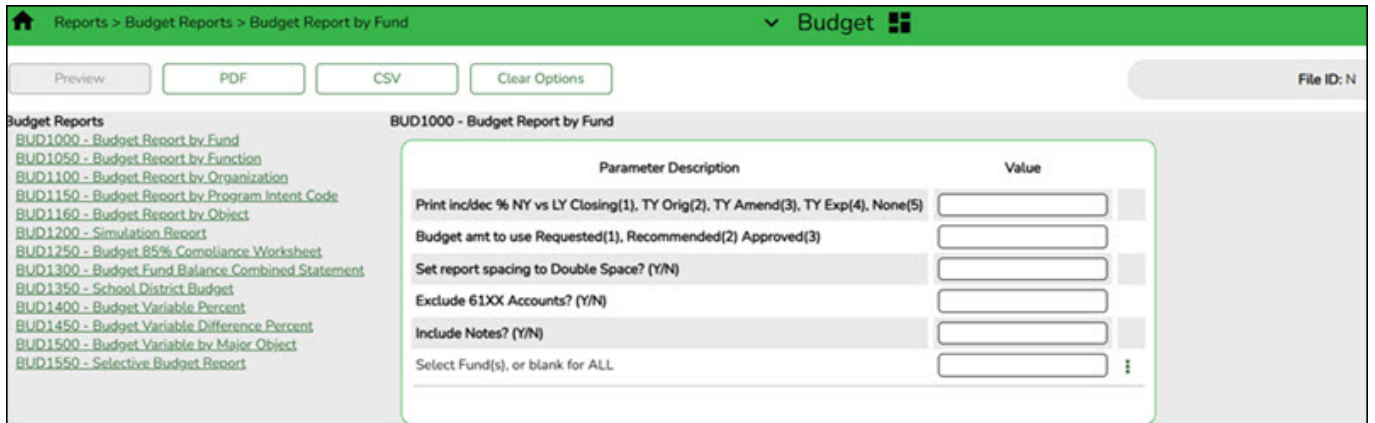 Reports > Budget Reports > Budget Report by Fund
Budget
Preview
PDF
CSV
Clear Options
File ID: N
Budget Reports
BUD1000 - Budget Report by Fund
BUD1050 - Budget Report by Function
BUD1100 - Budget Report by Organization
BUD1150 - Budget Report by Program Intent Code
BUD1160 - Budget Report by Object
BUD1200 - Simulation Report
BUD1250 - Budget 85% Compliance Worksheet
BUD1300 - Budget Fund Balance Combined Statement
BUD1350 - School District Budget
BUD1400 - Budget Variable Percent
BUD1450 - Budget Variable Difference Percent
BUD1500 - Budget Variable by Major Object
BUD1550 - Selective Budget Report
BUD1000 - Budget Report by Fund
Parameter Description Value
Print inc/dec % NY vs LY Closing(1), TY Orig(2), TY Amend(3), TY Exp(4), None(5)
Budget amt to use Requested(1), Recommended(2) Approved(3)
Set report spacing to Double Space? (Y/N)
Exclude 61XX Accounts? (Y/N)
Include Notes? (Y/N)
Select Fund(s), or blank for ALL